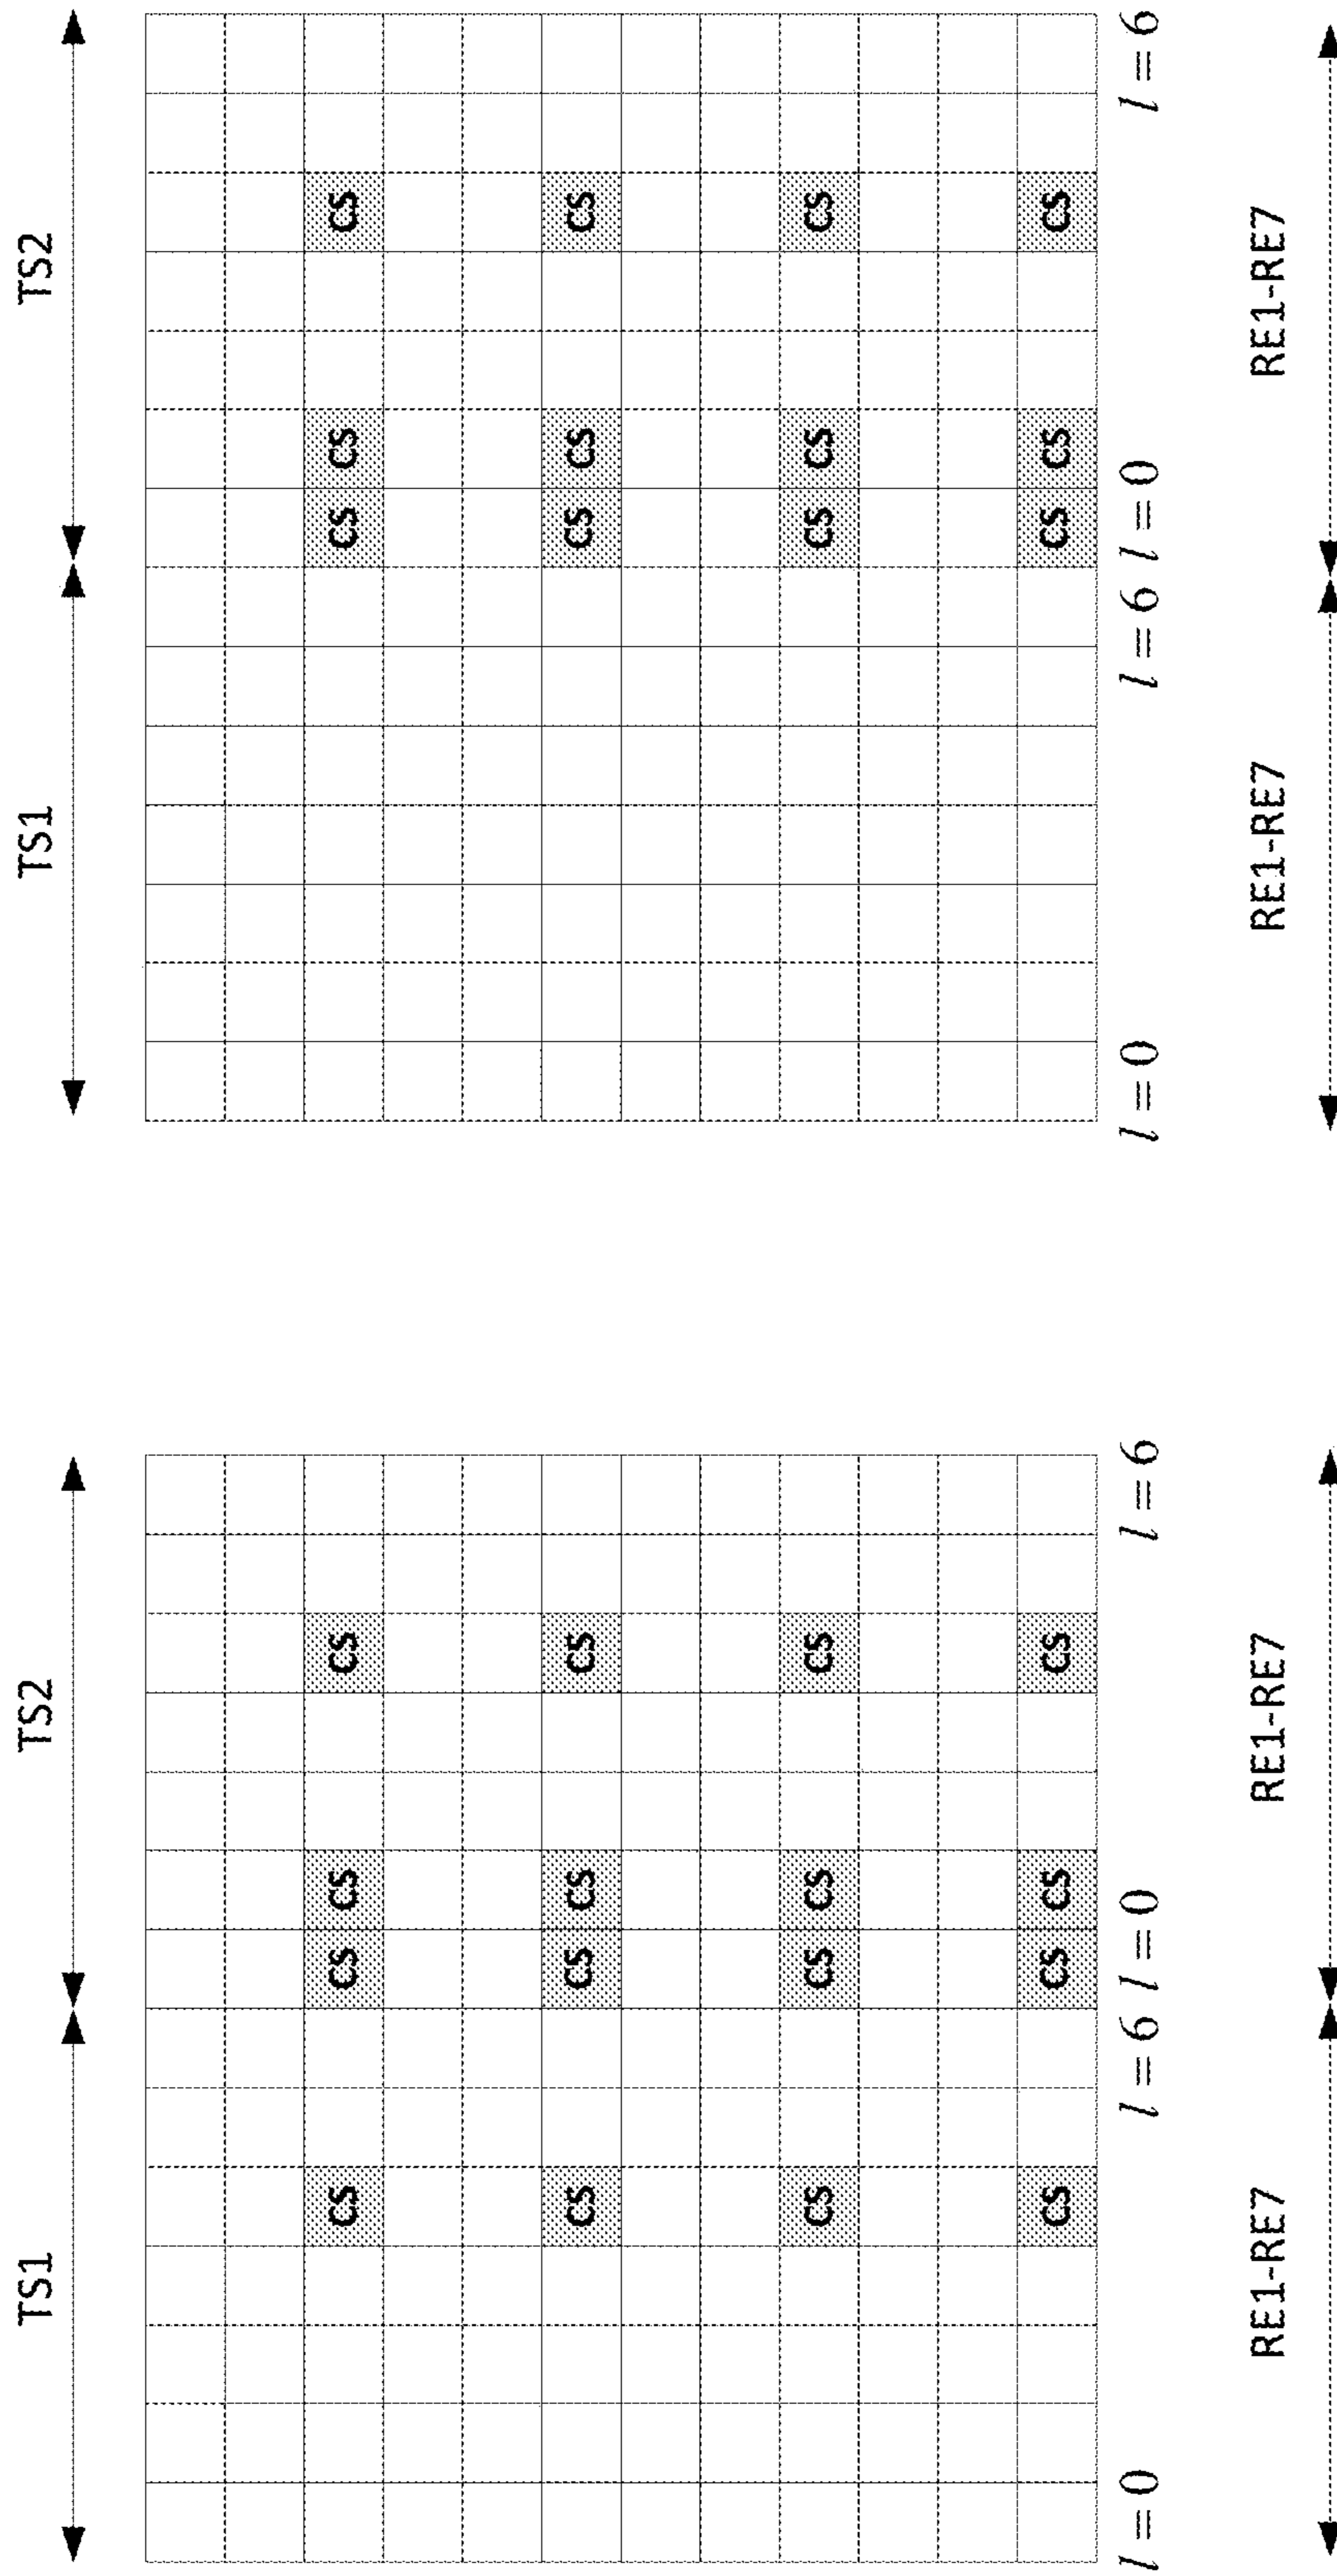 TS1 TS2 TS1 TS2
CS CS CS CS CS CS CS
CS CS CS CS CS CS CS
CS CS CS CS CS CS CS
CS CS CS CS CS CS CS
l = 0 l = 6 l = 0 l = 6 l = 0 l = 6 l = 0 l = 6
RE1-RE7 RE1-RE7 RE1-RE7 RE1-RE7